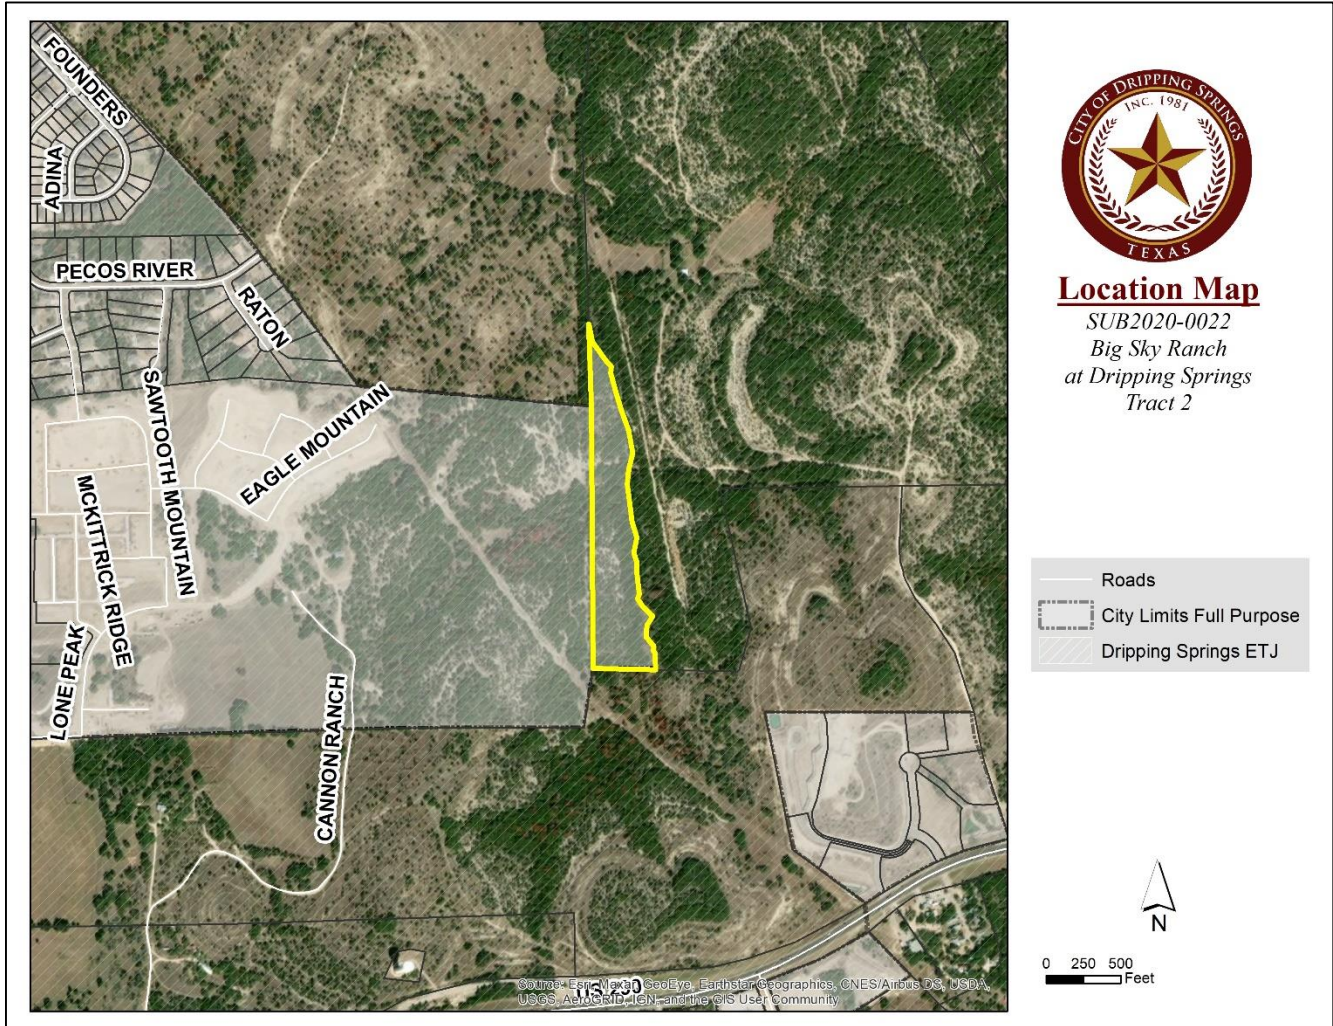 FOUNDERS
ADINA
PECOS RIVER
RATON
SAWTOOTH MOUNTAIN
EAGLE MOUNTAIN
MCKITTRICK RIDGE
LONE PEAK
CANNON RANCH
US 290
Source: Esri, Maxar, GeoEye, Earthstar Geographics, CNES/Airbus DS, USDA,
USGS, AeroGRID, IGN, and the GIS User Community
CITY OF DRIPPING SPRINGS
INC. 1981
TEXAS
Location Map
SUB2020-0022
Big Sky Ranch
at Dripping Springs
Tract 2
Roads
City Limits Full Purpose
Dripping Springs ETJ
N
0 250 500
Feet